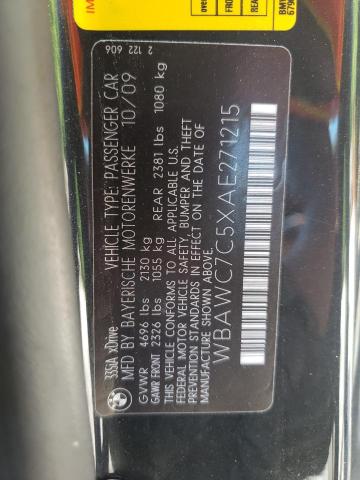 335iA xDrive
2 122 606
VEHICLE TYPE: PASSENGER CAR
MFD BY BAYERISCHE MOTORENWERKE 10/09
GVWR 4696 lbs 2130 kg
GAWR FRONT 2326 lbs 1055 kg REAR 2381 lbs 1080 kg
THIS VEHICLE CONFORMS TO ALL APPLICABLE U.S.
FEDERAL MOTOR VEHICLE SAFETY, BUMPER AND THEFT
PREVENTION STANDARDS IN EFFECT ON THE DATE OF
MANUFACTURE SHOWN ABOVE.
WBAWC7C5XAE271215
BMW